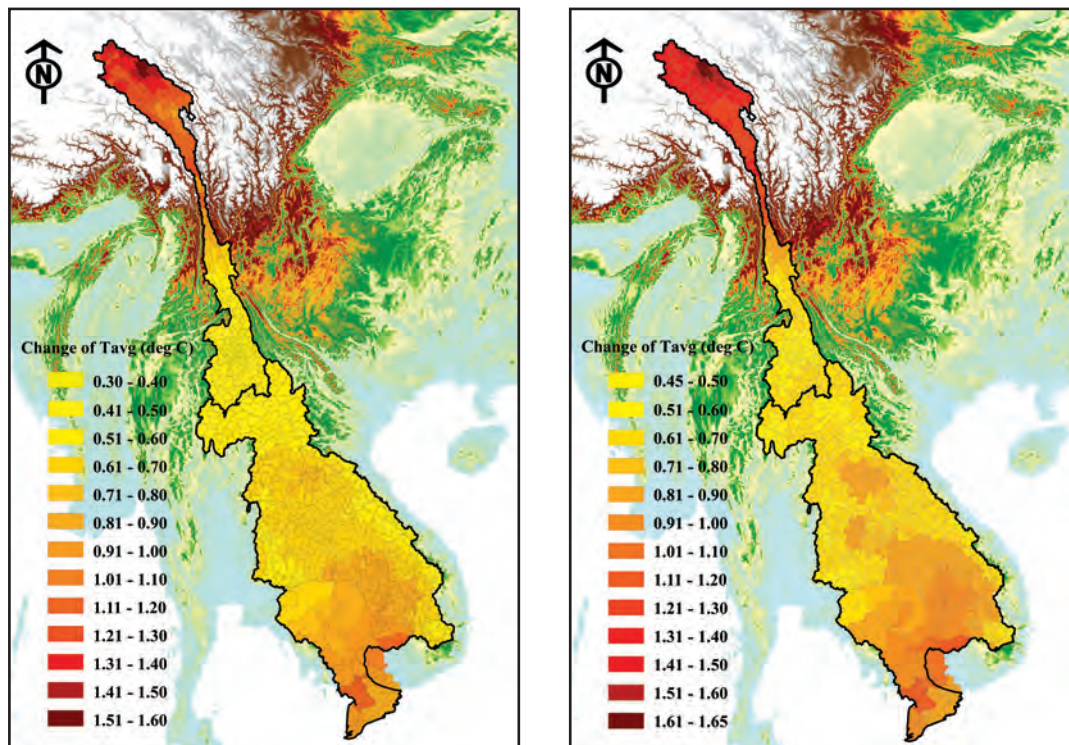 N
Change of Tavg (deg C)
0.30 - 0.40
0.41 - 0.50
0.51 - 0.60
0.61 - 0.70
0.71 - 0.80
0.81 - 0.90
0.91 - 1.00
1.01 - 1.10
1.11 - 1.20
1.21 - 1.30
1.31 - 1.40
1.41 - 1.50
1.51 - 1.60
N
Change of Tavg (deg C)
0.45 - 0.50
0.51 - 0.60
0.61 - 0.70
0.71 - 0.80
0.81 - 0.90
0.91 - 1.00
1.01 - 1.10
1.11 - 1.20
1.21 - 1.30
1.31 - 1.40
1.41 - 1.50
1.51 - 1.60
1.61 - 1.65